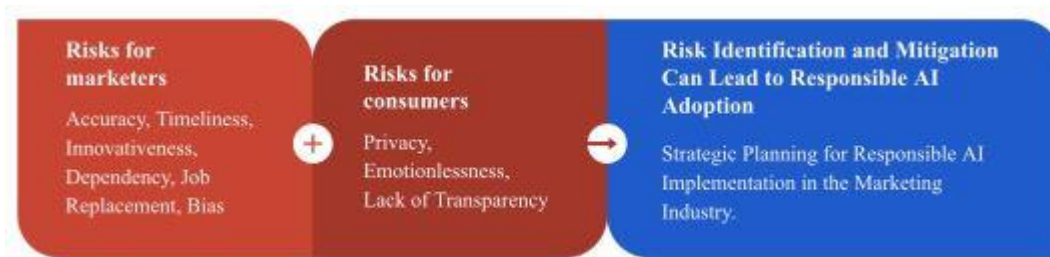 Risks for
marketers
Accuracy, Timeliness,
Innovativeness,
Dependency, Job
Replacement, Bias
+
Risks for
consumers
Privacy,
Emotionlessness,
Lack of Transparency
Risk Identification and Mitigation
Can Lead to Responsible AI
Adoption
Strategic Planning for Responsible AI
Implementation in the Marketing
Industry.